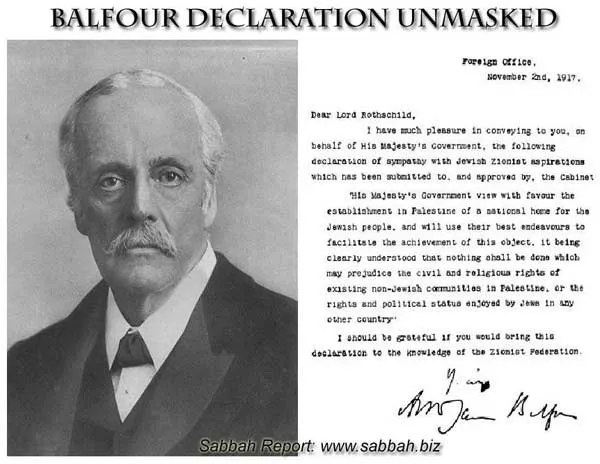 BALFOUR DECLARATION UNMASKED
Foreign Office,
November 2nd, 1917.
Dear Lord Rothschild,
I have much pleasure in conveying to you, on
behalf of His Majesty's Government, the following
declaration of sympathy with Jewish Zionist aspirations
which has been submitted to, and approved by, the Cabinet
"His Majesty's Government view with favour the
establishment in Palestine of a national home for the
Jewish people, and will use their best endeavours to
facilitate the achievement of this object, it being
clearly understood that nothing shall be done which
may prejudice the civil and religious rights of
existing non-Jewish communities in Palestine, or the
rights and political status enjoyed by Jews in any
other country"
I should be grateful if you would bring this
declaration to the knowledge of the Zionist Federation.
Sabbah Report: www.sabbah.biz